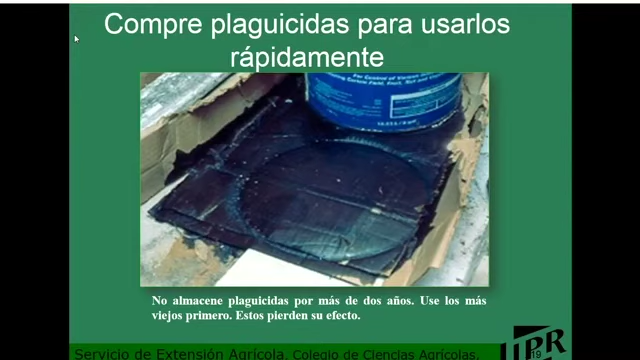 Compre plaguicidas para usarlos
rápidamente
No almacene plaguicidas por más de dos años. Use los más
viejos primero. Estos pierden su efecto.
Servicio de Extensión Agrícola, Colegio de Ciencias Agrícolas,
UPR
19